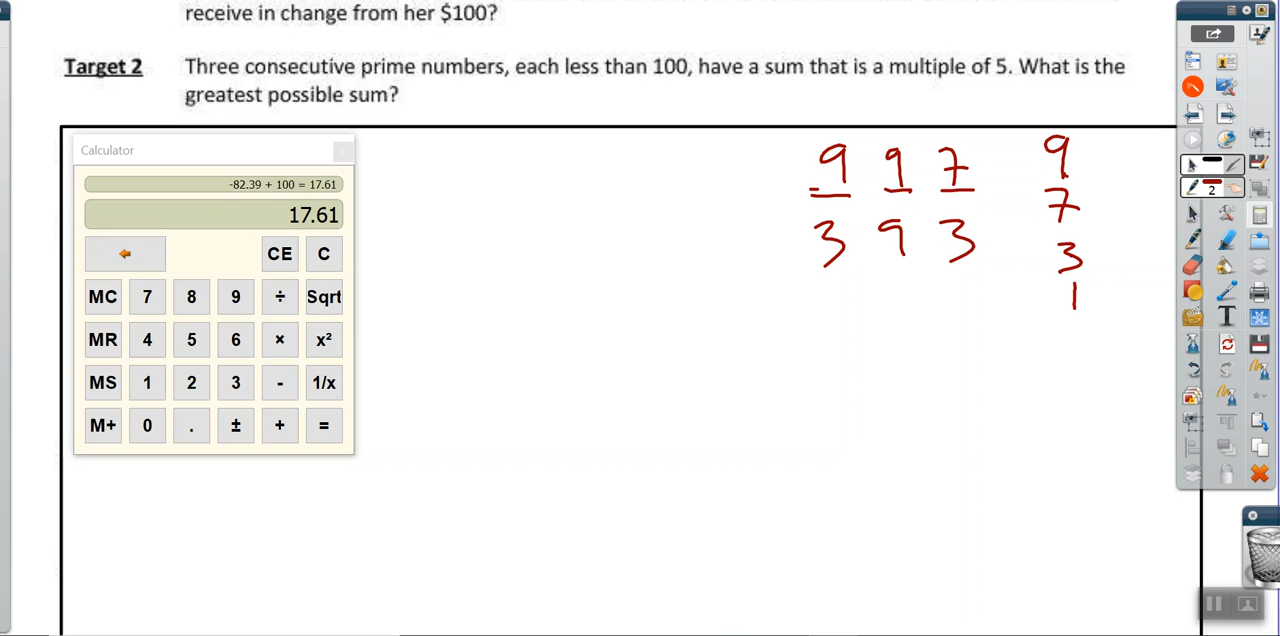 receive in change from her $100?
Target 2 Three consecutive prime numbers, each less than 100, have a sum that is a multiple of 5. What is the
greatest possible sum?
Calculator
-82.39 + 100 = 17.61
17.61
CE C
MC 7 8 9 ÷ Sqrt
MR 4 5 6 × x²
MS 1 2 3 - 1/x
M+ 0 . ± + =
9 9 7 9
7
3 9 3 3
1
2
T